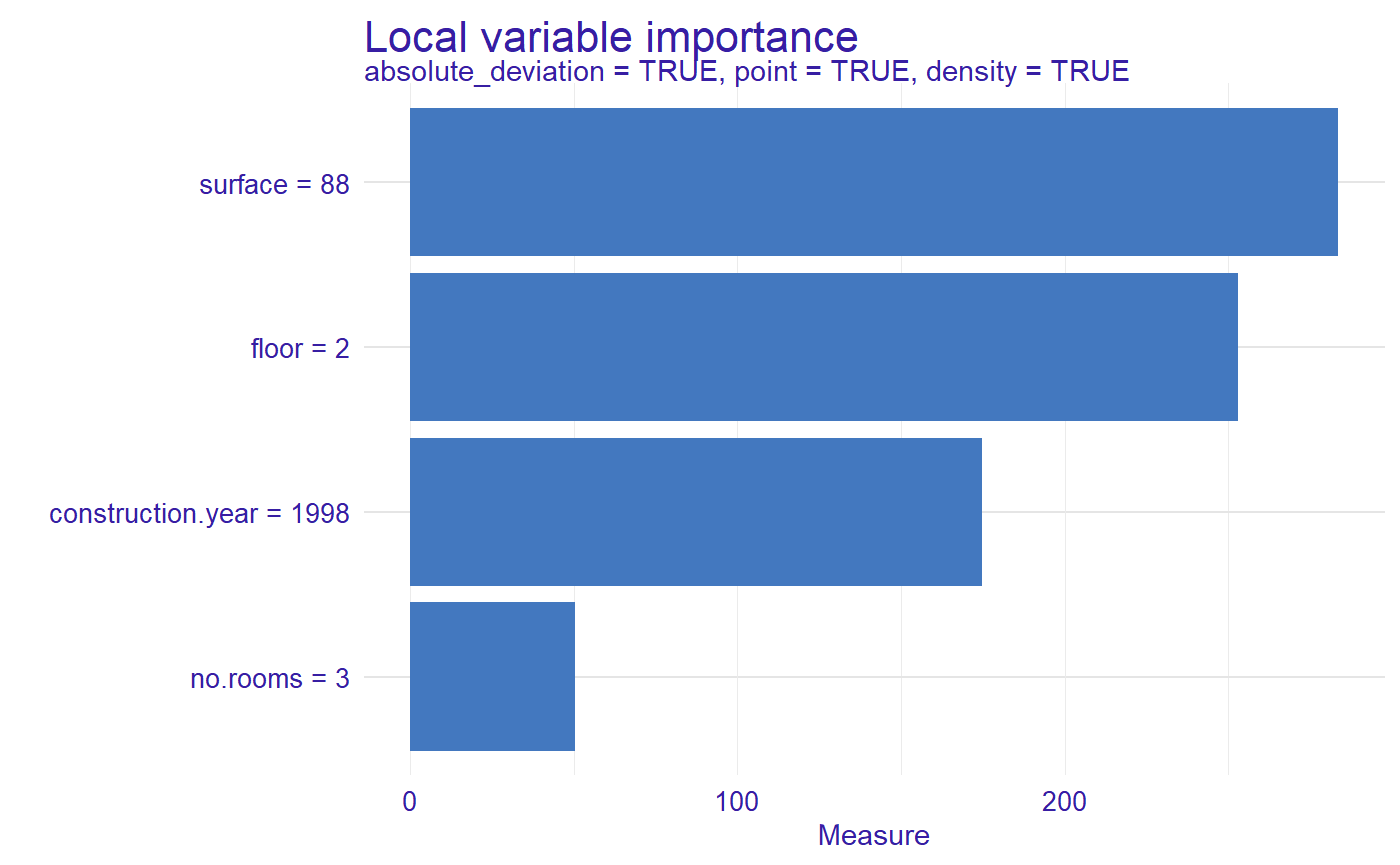 Local variable importance
absolute_deviation = TRUE, point = TRUE, density = TRUE
surface = 88
floor = 2
construction.year = 1998
no.rooms = 3
0 100 200
Measure